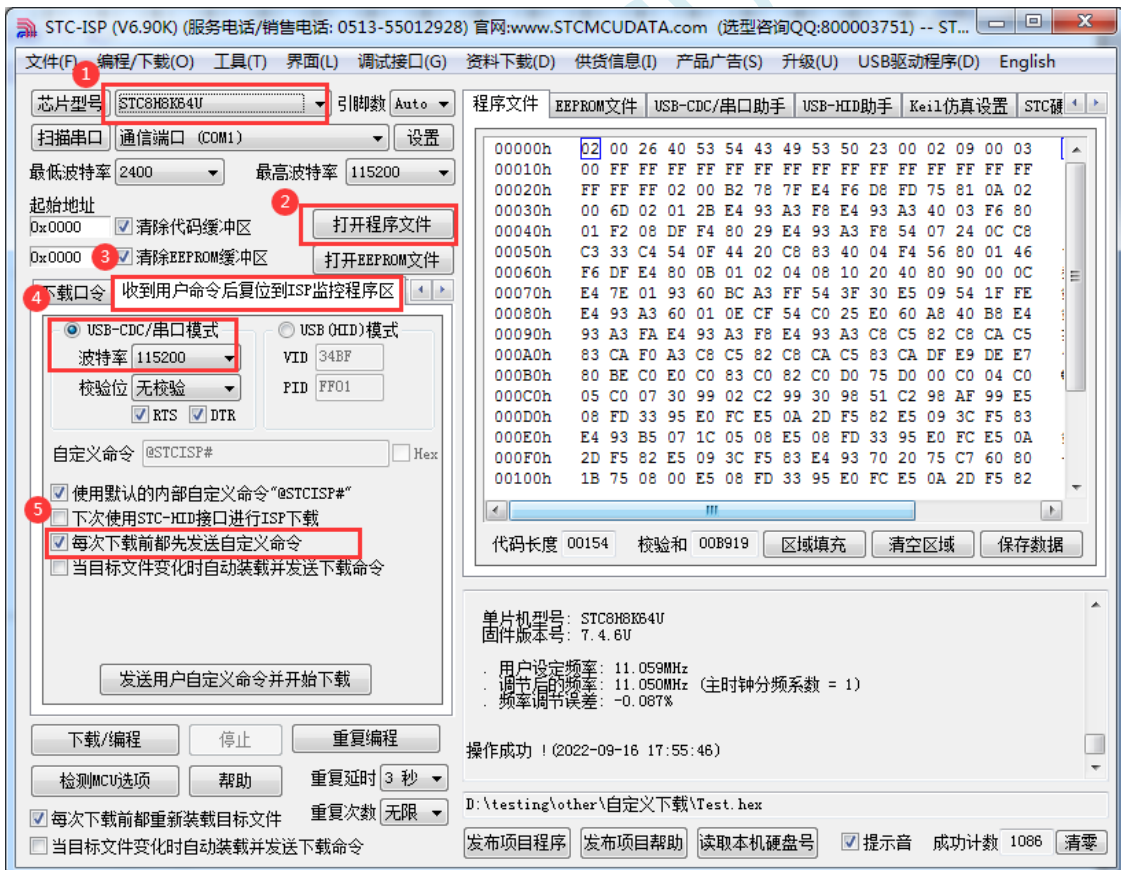 STC-ISP (V6.90K) (服务电话/销售电话: 0513-55012928) 官网:www.STCMCUDATA.com (选型咨询QQ:800003751) -- ST...
文件(F) 编程/下载(O) 工具(T) 界面(L) 调试接口(G) 资料下载(D) 供货信息(I) 产品广告(S) 升级(U) USB驱动程序(D) English
1
芯片型号 STC8H8K64U 引脚数 Auto
扫描串口 通信端口 (COM1) 设置
最低波特率 2400 最高波特率 115200
起始地址
2
0x0000 清除代码缓冲区 打开程序文件
0x0000 3 清除EEPROM缓冲区 打开EEPROM文件
4 下载口令 收到用户命令后复位到ISP监控程序区
USB-CDC/串口模式 USB(HID)模式
波特率 115200 VID 34BF
校验位 无校验 PID FF01
RTS DTR
自定义命令 @STCISP# Hex
使用默认的内部自定义命令"@STCISP#"
5
下次使用STC-HID接口进行ISP下载
每次下载前都先发送自定义命令
当目标文件变化时自动装载并发送下载命令
发送用户自定义命令并开始下载
下载/编程 停止 重复编程
检测MCU选项 帮助 重复延时 3 秒
每次下载前都重新装载目标文件 重复次数 无限
当目标文件变化时自动装载并发送下载命令
程序文件 EEPROM文件 USB-CDC/串口助手 USB-HID助手 Keil仿真设置 STC硬
00000h 02 00 26 40 53 54 43 49 53 50 23 00 02 09 00 03
00010h 00 FF FF FF FF FF FF FF FF FF FF FF FF FF FF FF
00020h FF FF FF 02 00 B2 78 7F E4 F6 D8 FD 75 81 0A 02
00030h 00 6D 02 01 2B E4 93 A3 F8 E4 93 A3 40 03 F6 80
00040h 01 F2 08 DF F4 80 29 E4 93 A3 F8 54 07 24 0C C8
00050h C3 33 C4 54 0F 44 20 C8 83 40 04 F4 56 80 01 46
00060h F6 DF E4 80 0B 01 02 04 08 10 20 40 80 90 00 0C
00070h E4 7E 01 93 60 BC A3 FF 54 3F 30 E5 09 54 1F FE
00080h E4 93 A3 60 01 0E CF 54 C0 25 E0 60 A8 40 B8 E4
00090h 93 A3 FA E4 93 A3 F8 E4 93 A3 C8 C5 82 C8 CA C5
000A0h 83 CA F0 A3 C8 C5 82 C8 CA C5 83 CA DF E9 DE E7
000B0h 80 BE C0 E0 C0 83 C0 82 C0 D0 75 D0 00 C0 04 C0
000C0h 05 C0 07 30 99 02 C2 99 30 98 51 C2 98 AF 99 E5
000D0h 08 FD 33 95 E0 FC E5 0A 2D F5 82 E5 09 3C F5 83
000E0h E4 93 B5 07 1C 05 08 E5 08 FD 33 95 E0 FC E5 0A
000F0h 2D F5 82 E5 09 3C F5 83 E4 93 70 20 75 C7 60 80
00100h 1B 75 08 00 E5 08 FD 33 95 E0 FC E5 0A 2D F5 82
代码长度 00154 校验和 00B919 区域填充 清空区域 保存数据
单片机型号: STC8H8K64U
固件版本号: 7.4.6U
. 用户设定频率: 11.059MHz
. 调节后的频率: 11.050MHz (主时钟分频系数 = 1)
. 频率调节误差: -0.087%
操作成功 !(2022-09-16 17:55:46)
D:\testing\other\自定义下载\Test.hex
发布项目程序 发布项目帮助 读取本机硬盘号 提示音 成功计数 1086 清零